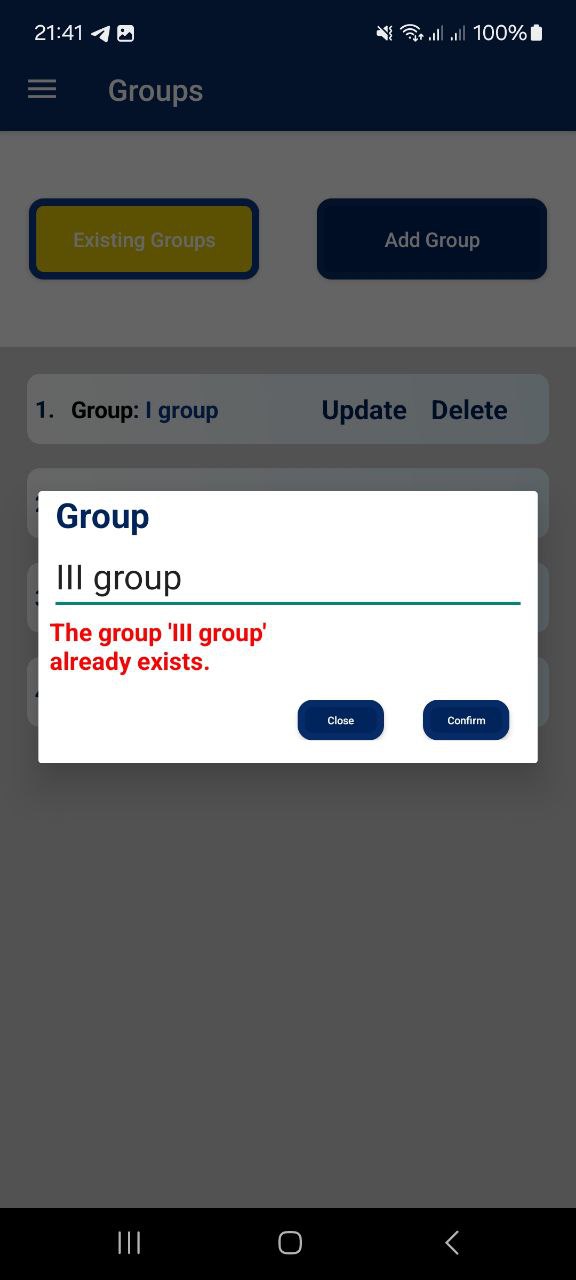 21:41 100%
Groups
Existing Groups Add Group
1. Group: I group Update Delete
Group
III group
The group 'III group'
already exists.
Close Confirm